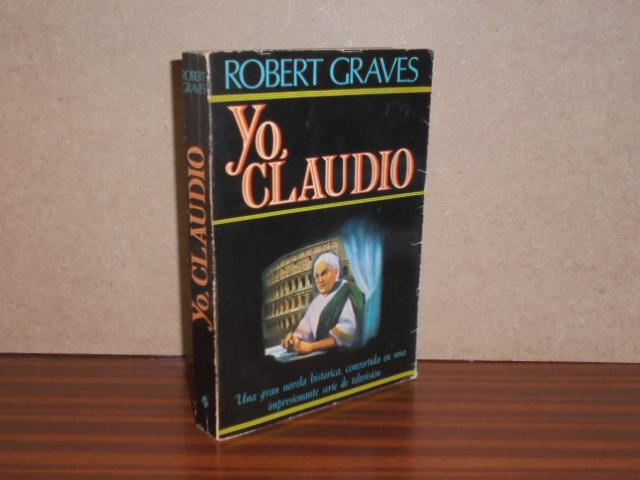 ROBERT GRAVES
YO, CLAUDIO
ROBERT GRAVES
Yo,
CLAUDIO
Una gran novela histórica, convertida en una
impresionante serie de televisión